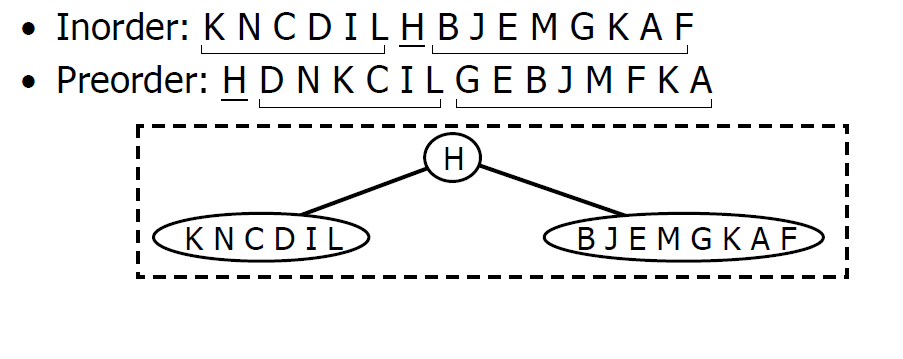 • Inorder: K N C D I L H B J E M G K A F
• Preorder: H D N K C I L G E B J M F K A
H
K N C D I L B J E M G K A F